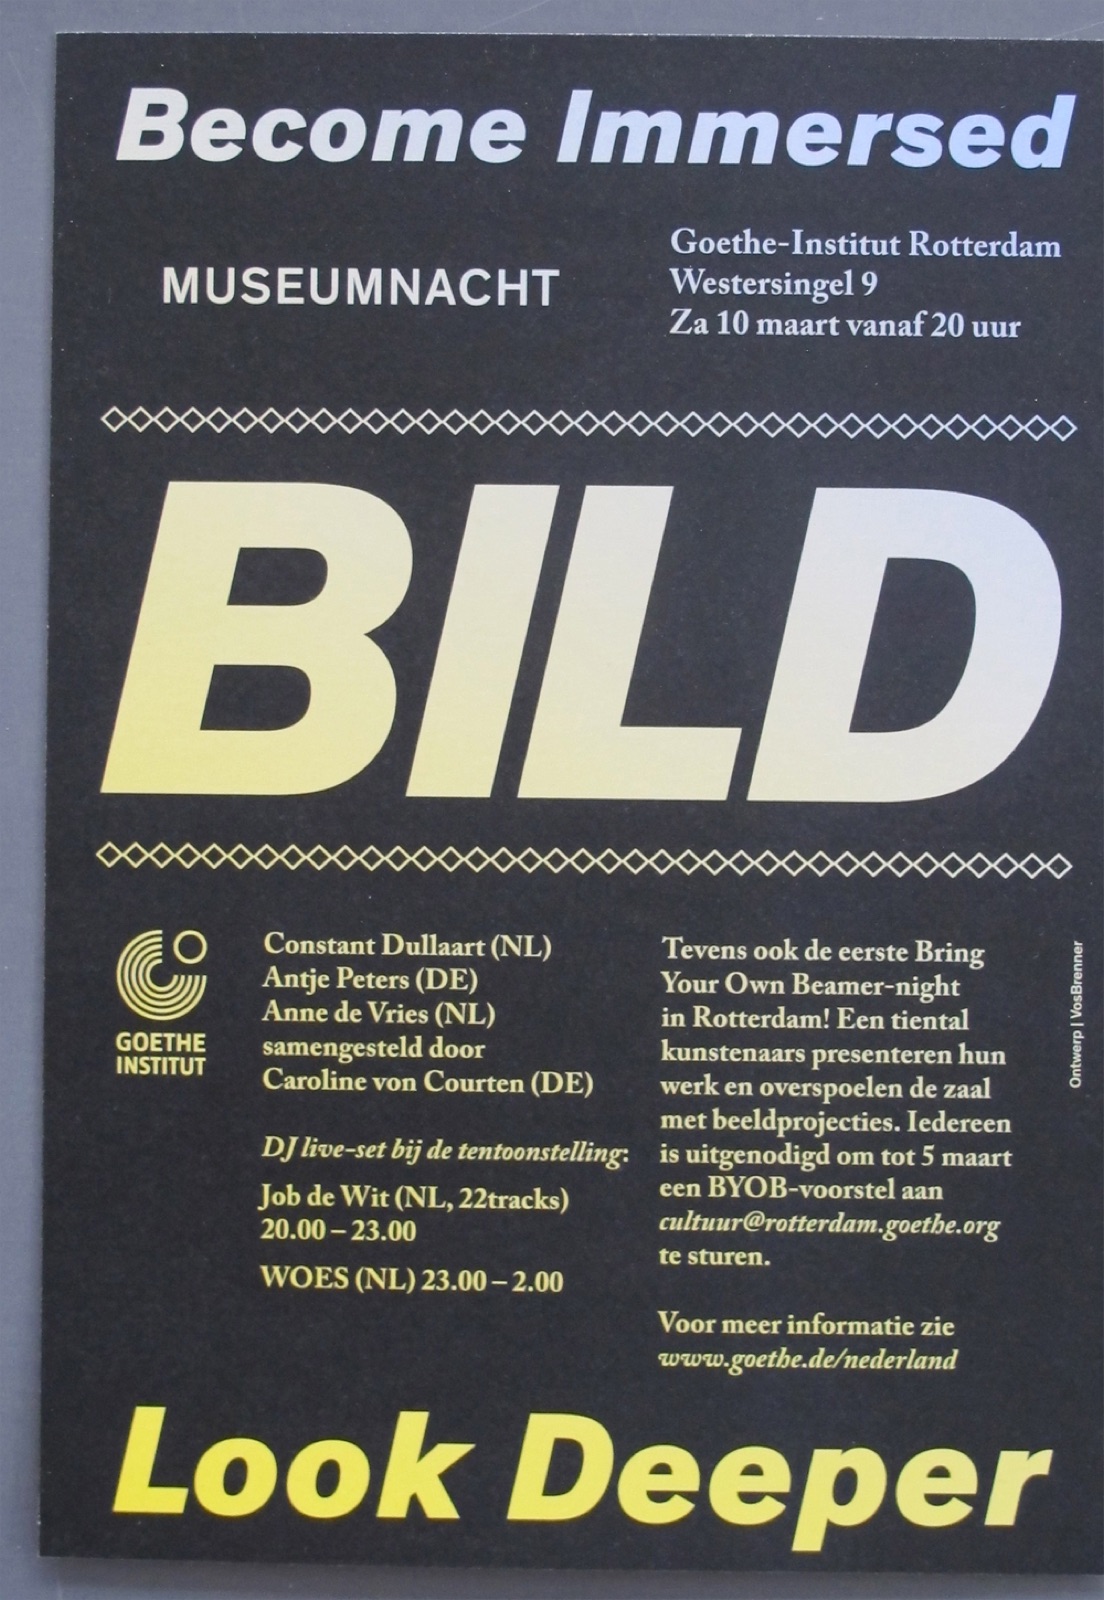 Become Immersed
MUSEUMNACHT
Goethe-Institut Rotterdam
Westersingel 9
Za 10 maart vanaf 20 uur
BILD
GOETHE
INSTITUT
Constant Dullaart (NL)
Antje Peters (DE)
Anne de Vries (NL)
samengesteld door
Caroline von Courten (DE)
DJ live-set bij de tentoonstelling:
Job de Wit (NL, 22tracks)
20.00 – 23.00
WOES (NL) 23.00 – 2.00
Tevens ook de eerste Bring
Your Own Beamer-night
in Rotterdam! Een tiental
kunstenaars presenteren hun
werk en overspoelen de zaal
met beeldprojecties. Iedereen
is uitgenodigd om tot 5 maart
een BYOB-voorstel aan
cultuur@rotterdam.goethe.org
te sturen.
Voor meer informatie zie
www.goethe.de/nederland
Ontwerp | VosBrenner
Look Deeper